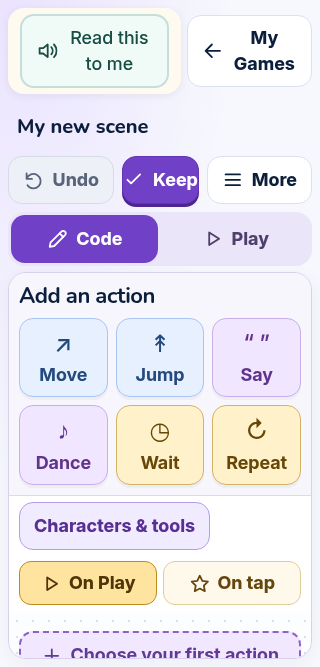 Read this
to me
My
Games
My new scene
Undo
Keep
More
Code
Play
Add an action
Move
Jump
“ ”
Say
Dance
Wait
Repeat
Characters & tools
On Play
On tap
Choose your first action